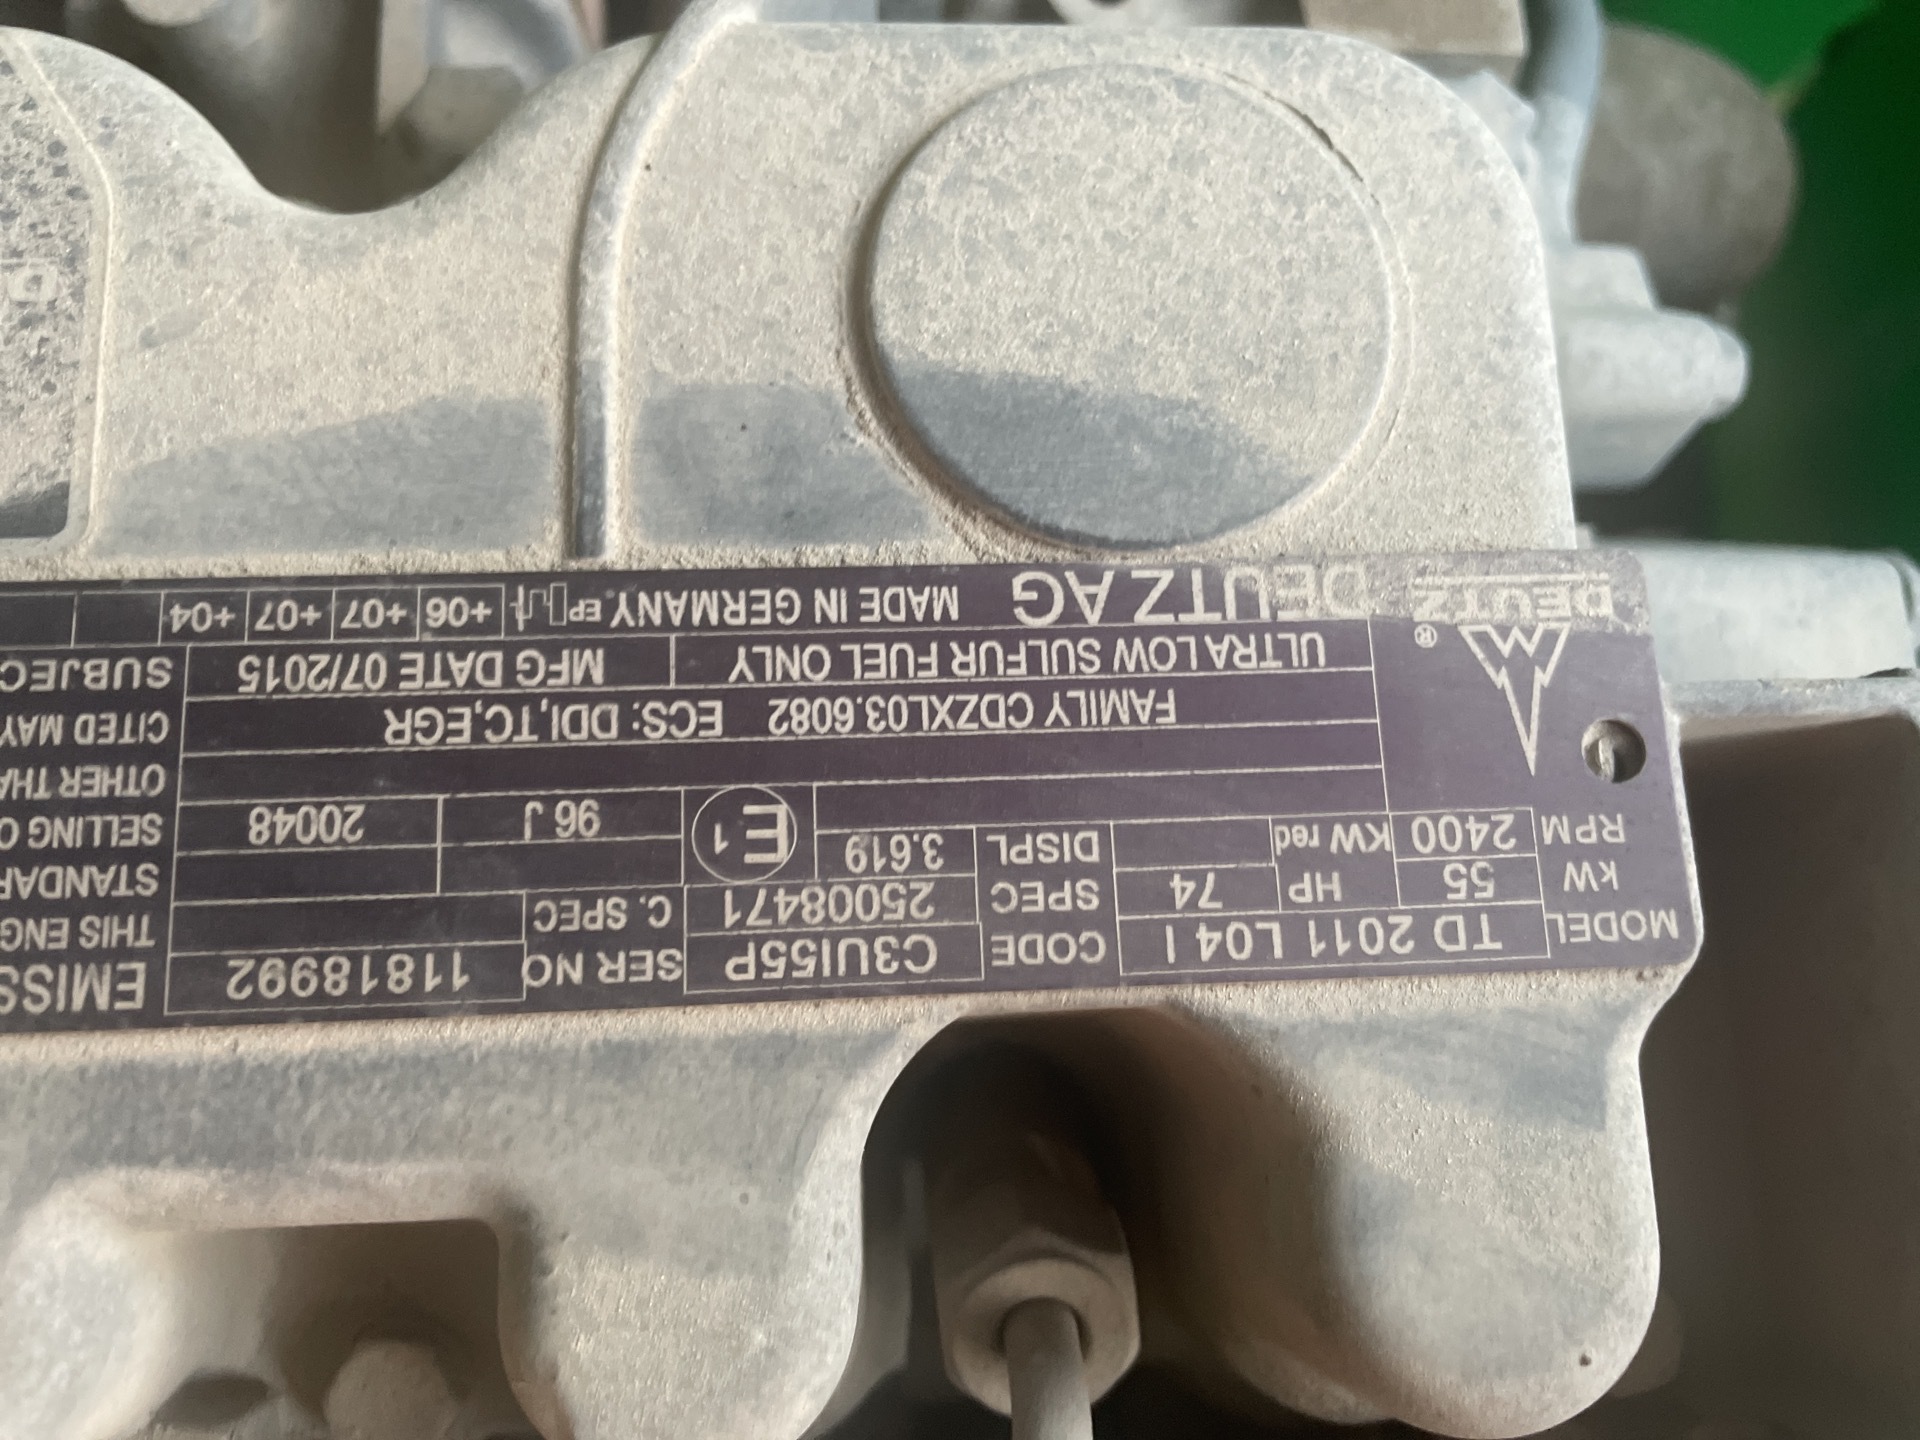 MODEL TD 2011 L04 I CODE C3UI55P SER NO 11818992 EMISS
kW 55 HP 74 SPEC 25008471 C. SPEC THIS ENG
RPM 2400 KW red DISPL 3.619 E1 96 J 20048 STANDAR
SELLING O
OTHER THA
FAMILY CDZXL03.6082 ECS: DDI,TC,EGR CITED MAY
® ULTRA LOW SULFUR FUEL ONLY MFG DATE 07/2015 SUBJEC
DEUTZ DEUTZ AG MADE IN GERMANY EP +06 +07 +07 +04